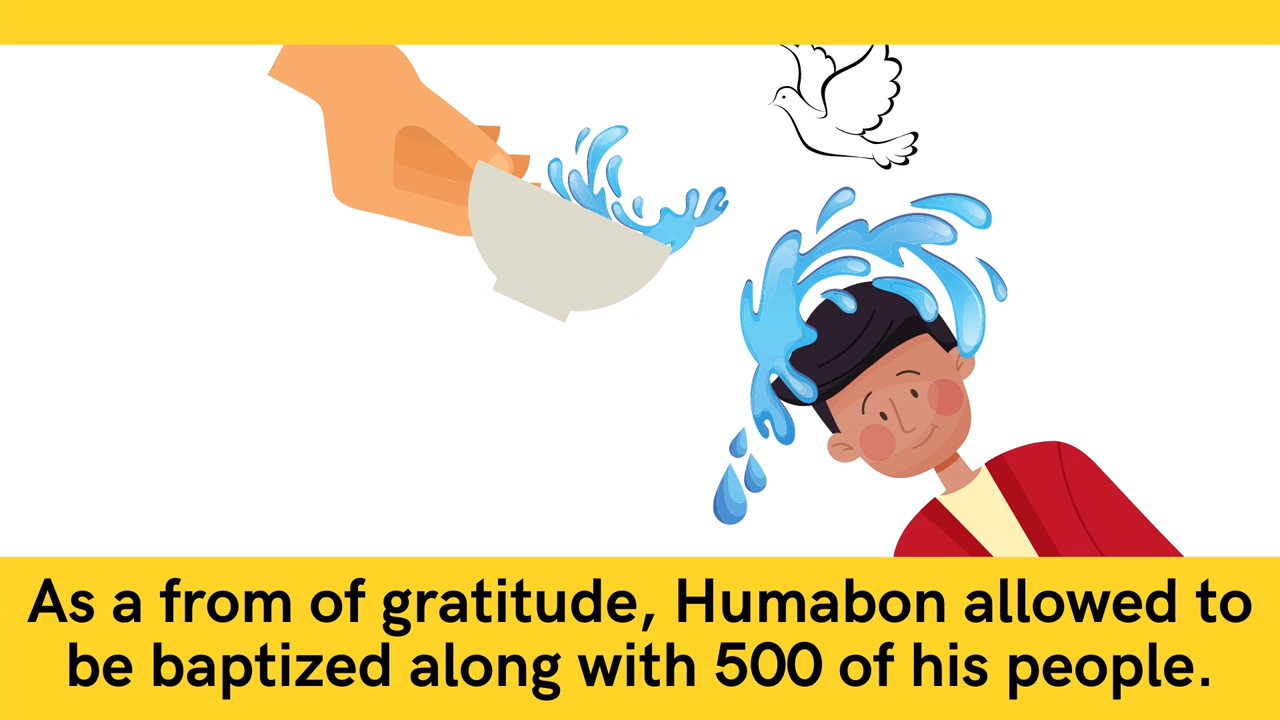 As a from of gratitude, Humabon allowed to
be baptized along with 500 of his people.